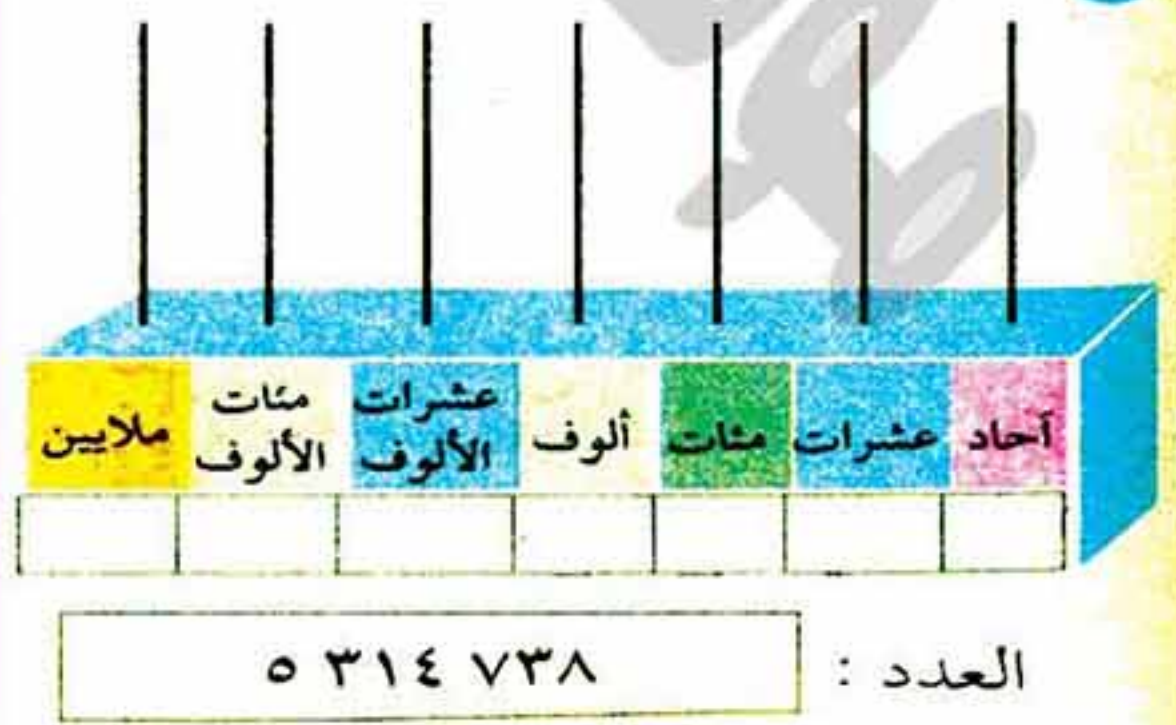 آحاد عشرات مئات ألوف عشرات الألوف مئات الألوف ملايين
العدد : ٥ ٣١٤ ٧٣٨